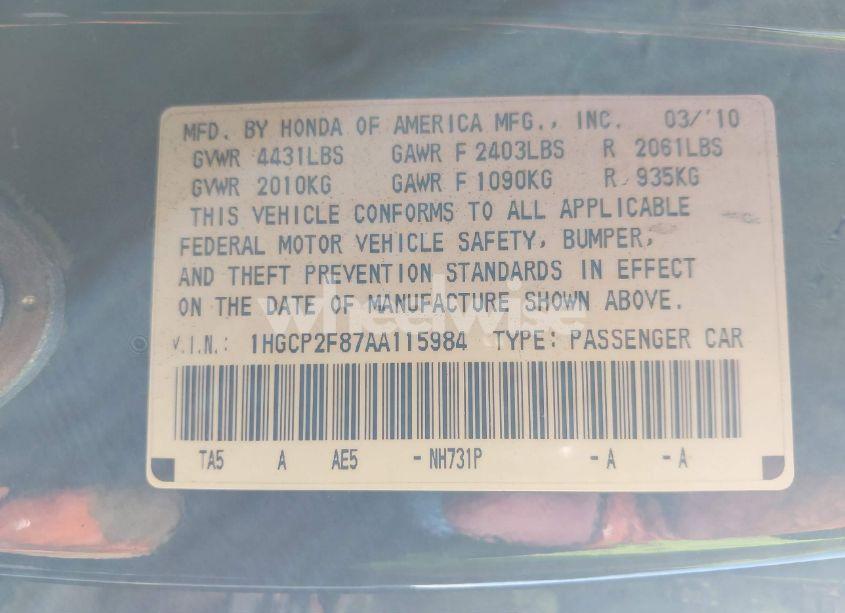 MFD. BY HONDA OF AMERICA MFG., INC. 03/'10
GVWR 4431LBS GAWR F 2403LBS R 2061LBS
GVWR 2010KG GAWR F 1090KG R 935KG
THIS VEHICLE CONFORMS TO ALL APPLICABLE
FEDERAL MOTOR VEHICLE SAFETY, BUMPER,
AND THEFT PREVENTION STANDARDS IN EFFECT
ON THE DATE OF MANUFACTURE SHOWN ABOVE.
wheelwise
V.I.N.: 1HGCP2F87AA115984 TYPE: PASSENGER CAR
TA5 A AE5 -NH731P -A -A